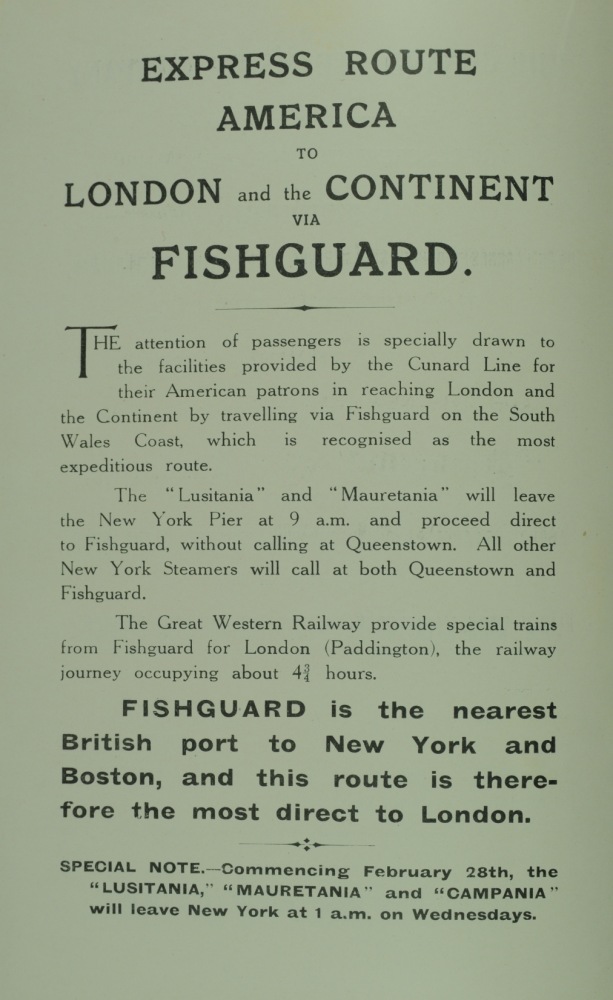 EXPRESS ROUTE
AMERICA
TO
LONDON and the CONTINENT
VIA
FISHGUARD.
THE attention of passengers is specially drawn to
the facilities provided by the Cunard Line for
their American patrons in reaching London and
the Continent by travelling via Fishguard on the South
Wales Coast, which is recognised as the most
expeditious route.
The "Lusitania" and "Mauretania" will leave
the New York Pier at 9 a.m. and proceed direct
to Fishguard, without calling at Queenstown. All other
New York Steamers will call at both Queenstown and
Fishguard.
The Great Western Railway provide special trains
from Fishguard for London (Paddington), the railway
journey occupying about 4¾ hours.
FISHGUARD is the nearest
British port to New York and
Boston, and this route is there-
fore the most direct to London.
SPECIAL NOTE.—Commencing February 28th, the
"LUSITANIA," "MAURETANIA" and "CAMPANIA"
will leave New York at 1 a.m. on Wednesdays.